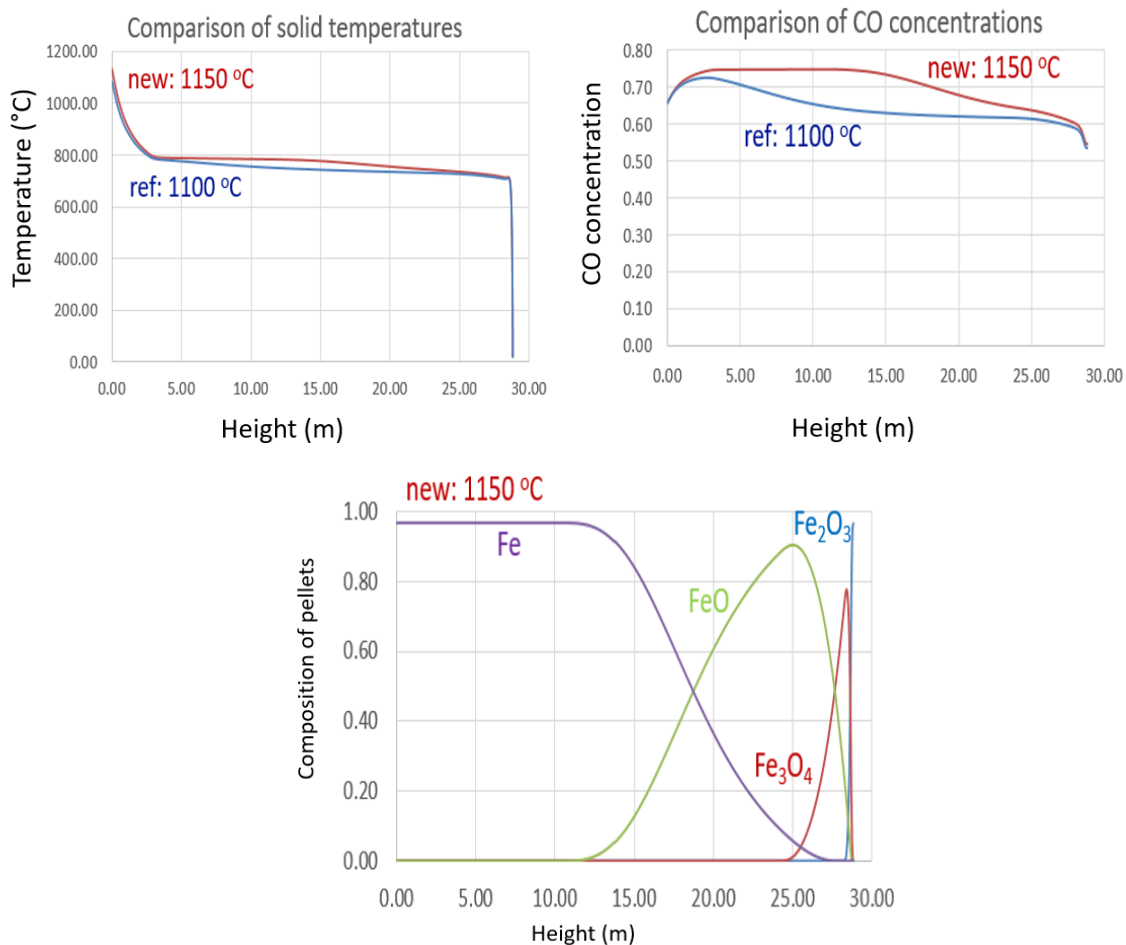 Comparison of solid temperatures
1200.00
1000.00
800.00
600.00
400.00
200.00
0.00
Temperature (°C)
new: 1150 °C
ref: 1100 °C
0.00 5.00 10.00 15.00 20.00 25.00 30.00
Height (m)
Comparison of CO concentrations
0.80
0.70
0.60
0.50
0.40
0.30
0.20
0.10
0.00
CO concentration
new: 1150 °C
ref: 1100 °C
0.00 5.00 10.00 15.00 20.00 25.00 30.00
Height (m)
new: 1150 °C
1.00
0.80
0.60
0.40
0.20
0.00
Composition of pellets
Fe
FeO
Fe₂O₃
Fe₃O₄
0.00 5.00 10.00 15.00 20.00 25.00 30.00
Height (m)